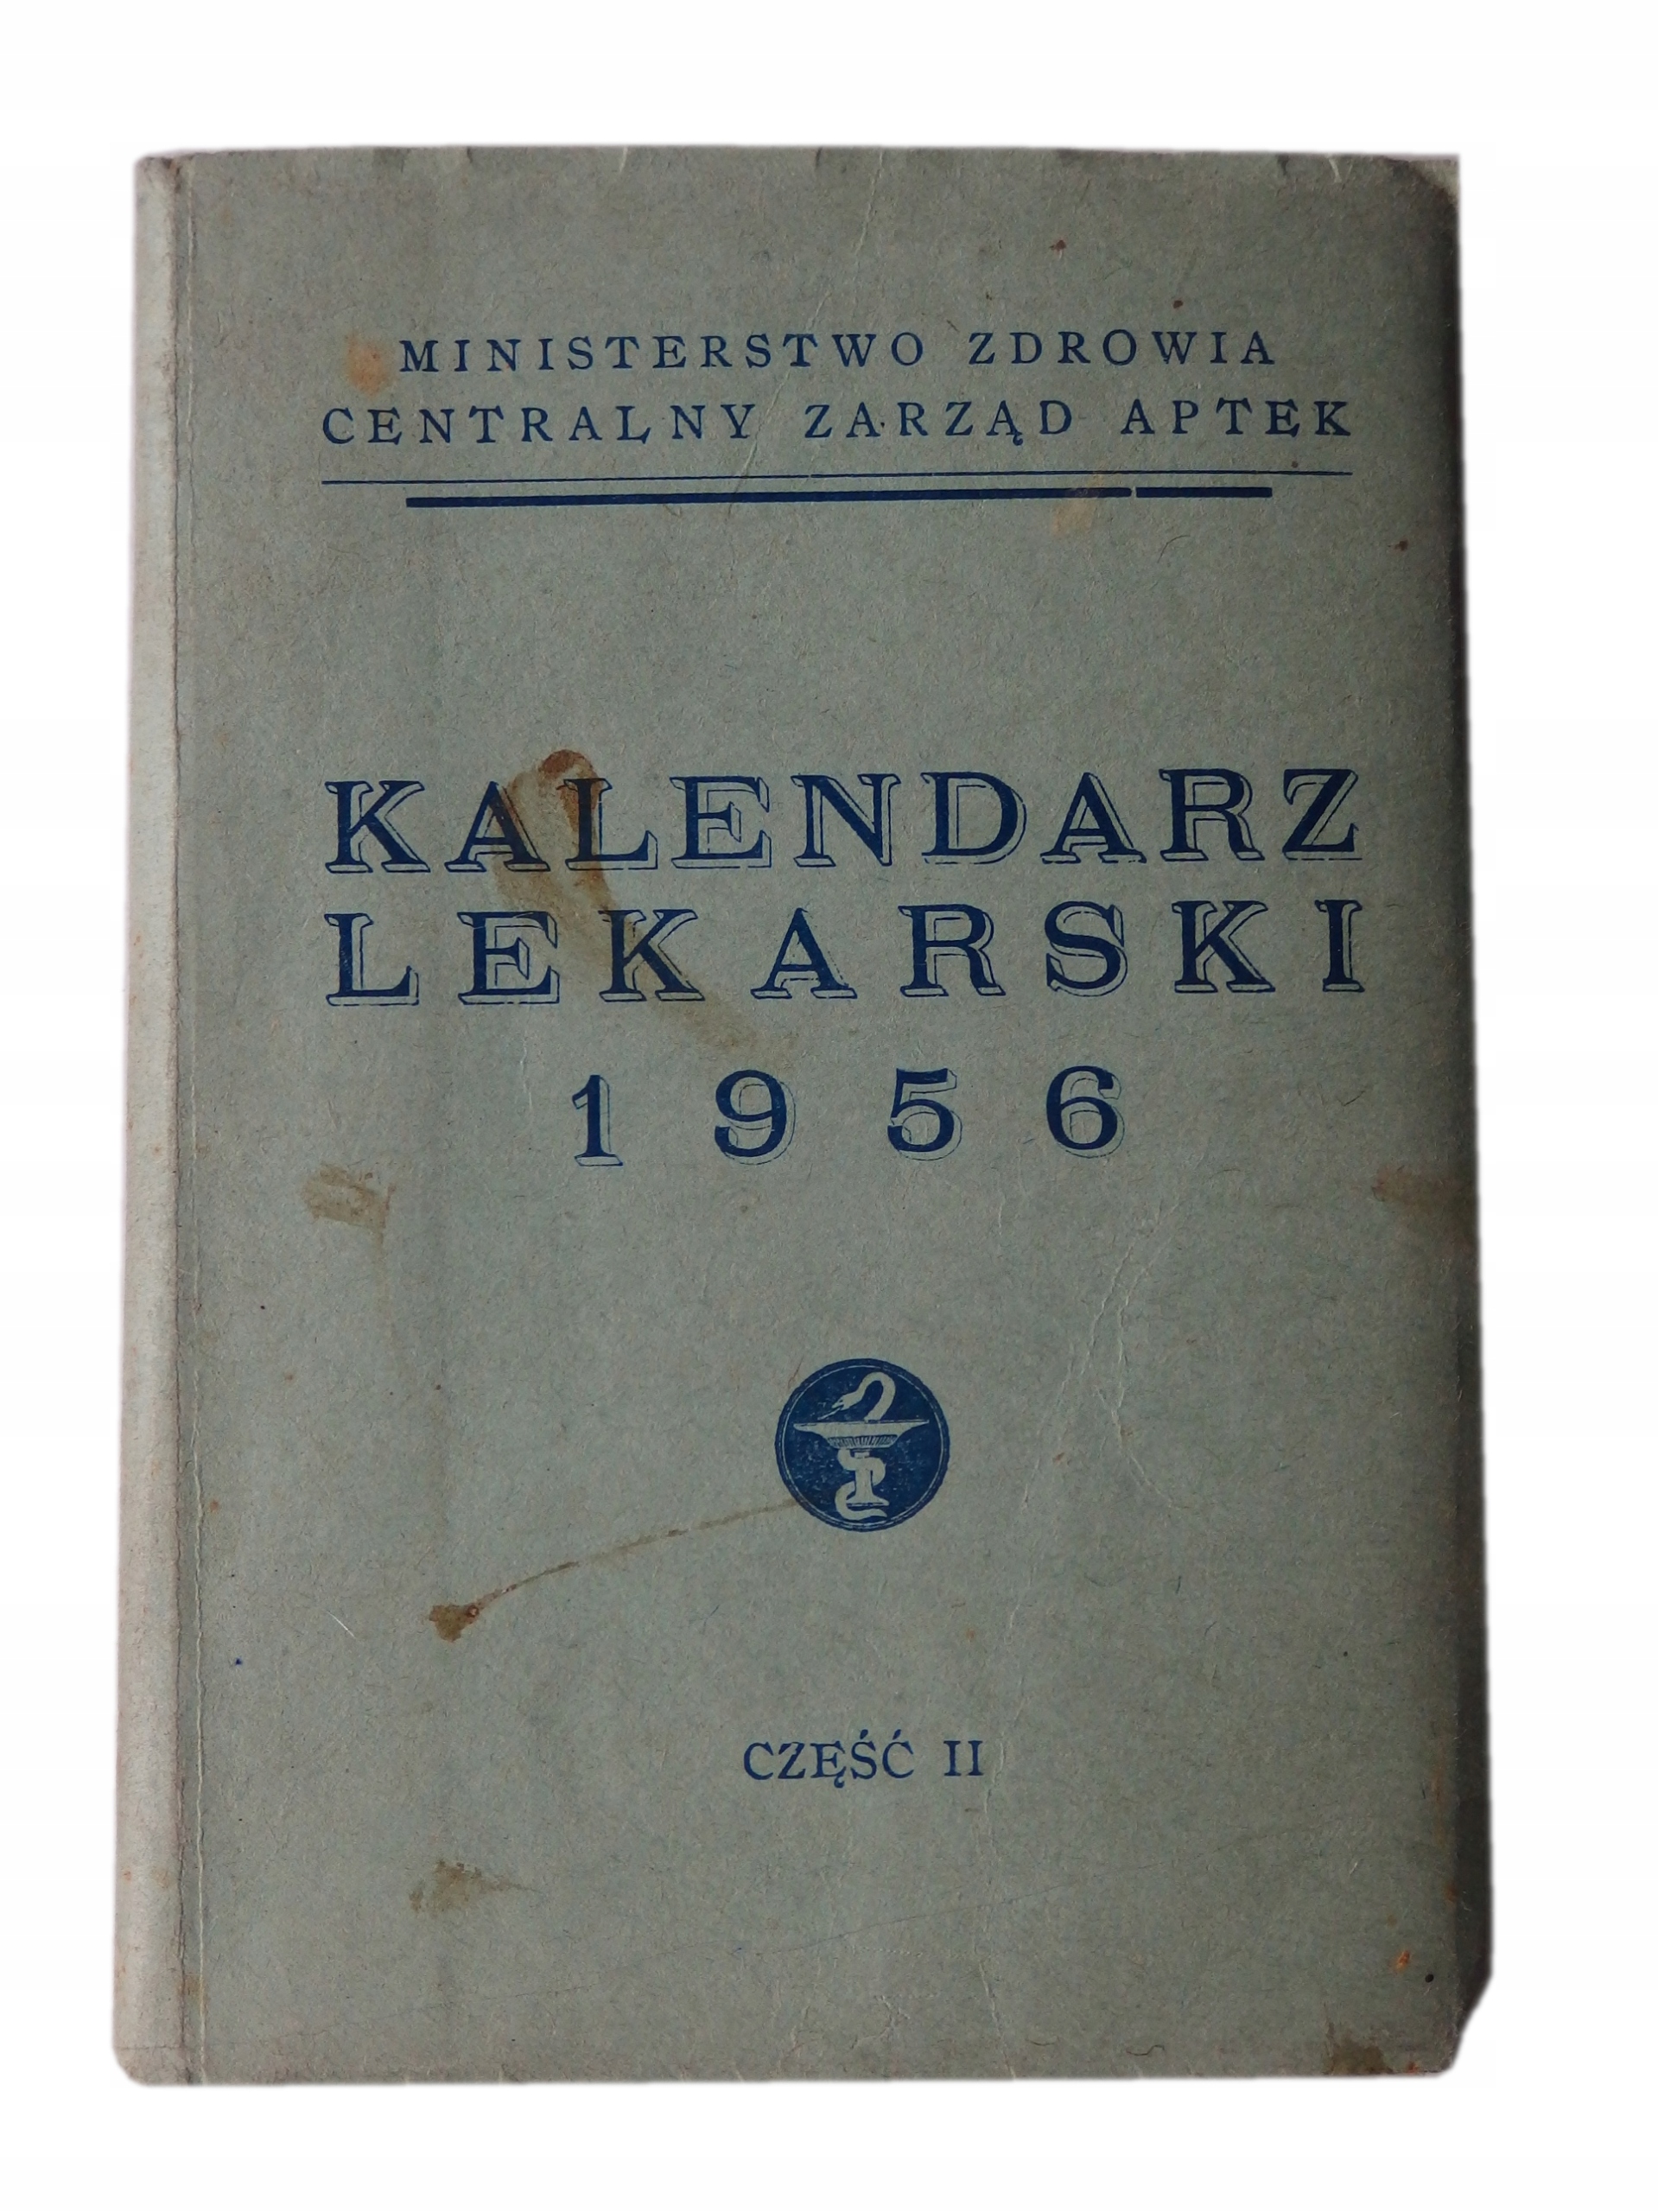 MINISTERSTWO ZDROWIA
CENTRALNY ZARZĄD APTEK
KALENDARZ
LEKARSKI
1956
CZĘŚĆ II